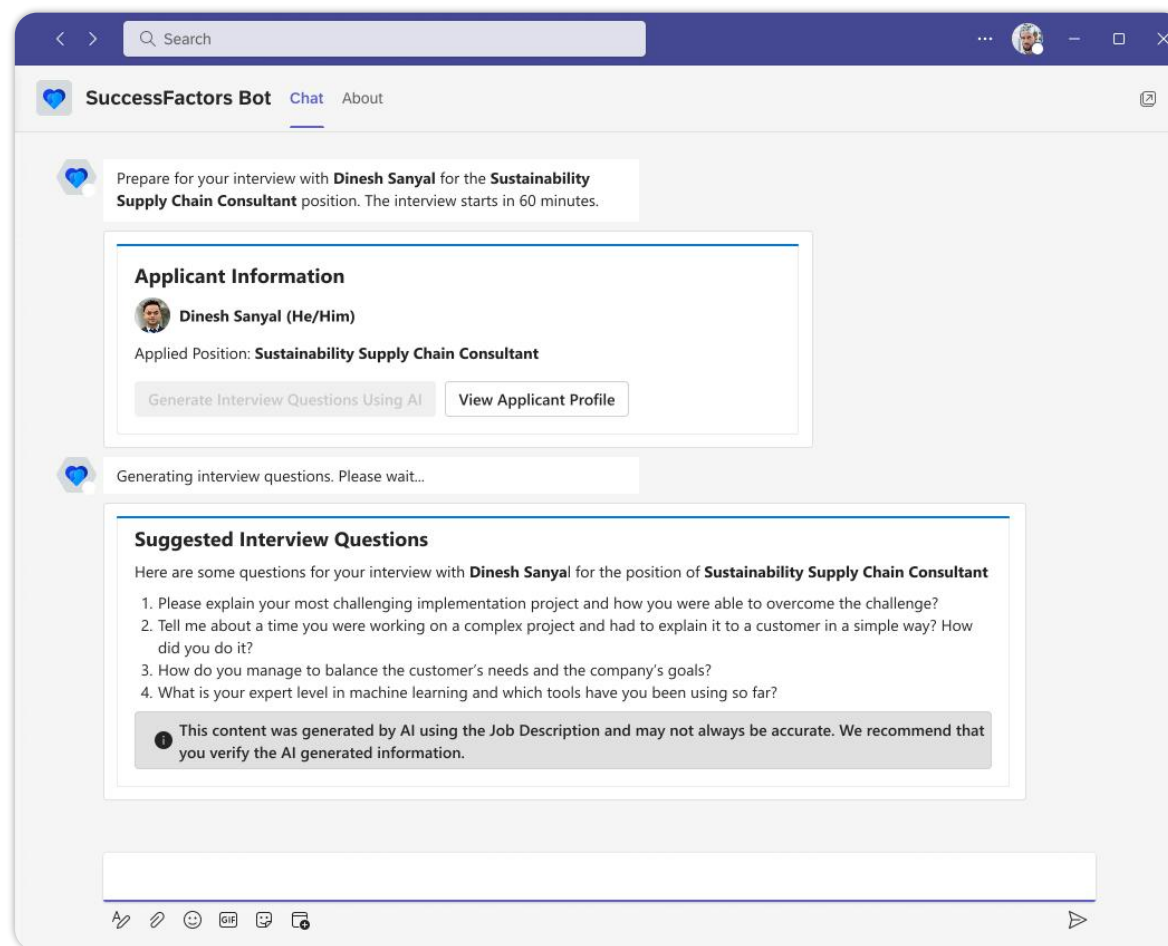 Search
SuccessFactors Bot Chat About
Prepare for your interview with Dinesh Sanyal for the Sustainability
Supply Chain Consultant position. The interview starts in 60 minutes.
Applicant Information
Dinesh Sanyal (He/Him)
Applied Position: Sustainability Supply Chain Consultant
Generate Interview Questions Using AI View Applicant Profile
Generating interview questions. Please wait...
Suggested Interview Questions
Here are some questions for your interview with Dinesh Sanyal for the position of Sustainability Supply Chain Consultant
1. Please explain your most challenging implementation project and how you were able to overcome the challenge?
2. Tell me about a time you were working on a complex project and had to explain it to a customer in a simple way? How
did you do it?
3. How do you manage to balance the customer's needs and the company's goals?
4. What is your expert level in machine learning and which tools have you been using so far?
This content was generated by AI using the Job Description and may not always be accurate. We recommend that
you verify the AI generated information.
GIF